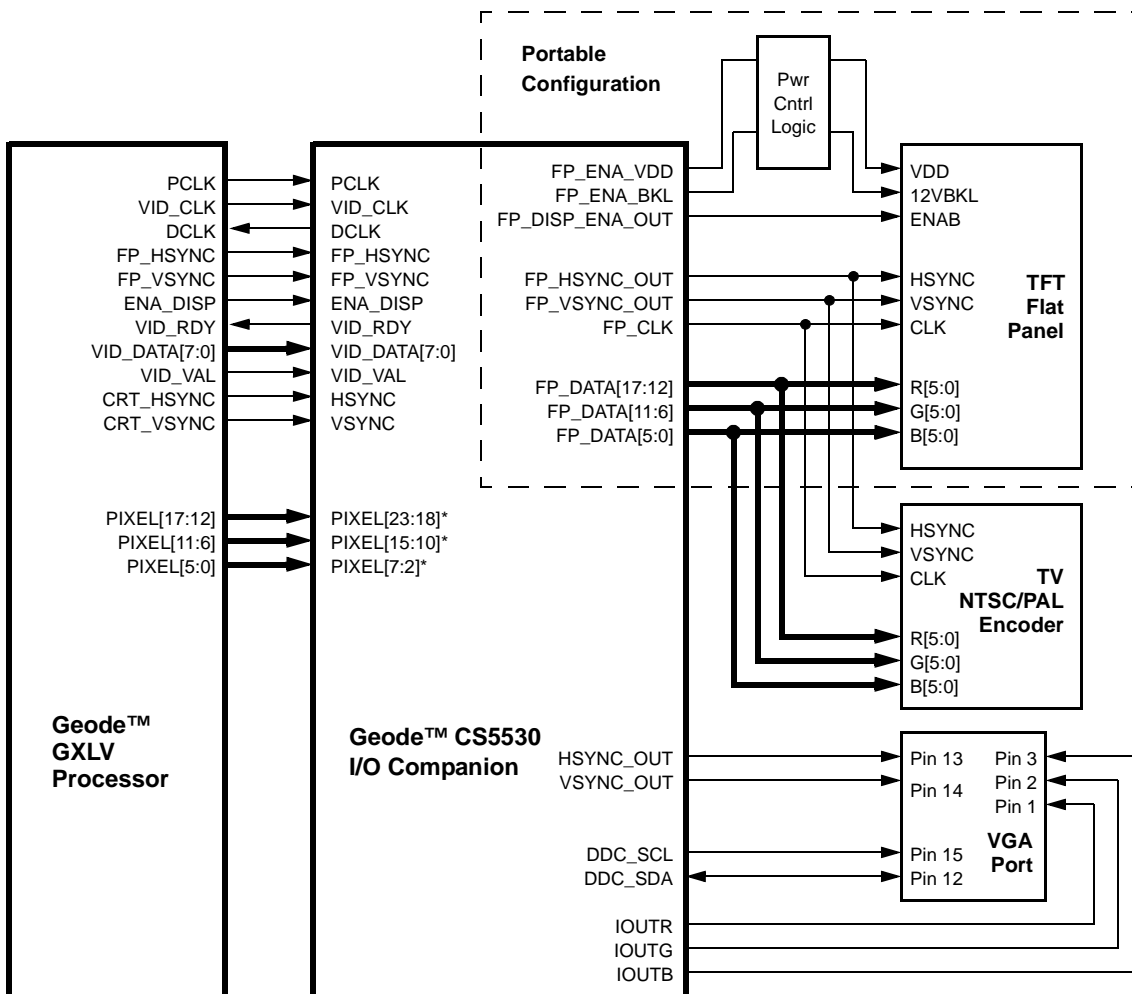 Portable
Configuration
Pwr
Cntrl
Logic
PCLK
VID_CLK
DCLK
FP_HSYNC
FP_VSYNC
ENA_DISP
VID_RDY
VID_DATA[7:0]
VID_VAL
CRT_HSYNC
CRT_VSYNC
PIXEL[17:12]
PIXEL[11:6]
PIXEL[5:0]
Geode™
GXLV
Processor
PCLK
VID_CLK
DCLK
FP_HSYNC
FP_VSYNC
ENA_DISP
VID_RDY
VID_DATA[7:0]
VID_VAL
HSYNC
VSYNC
PIXEL[23:18]*
PIXEL[15:10]*
PIXEL[7:2]*
Geode™ CS5530
I/O Companion
FP_ENA_VDD
FP_ENA_BKL
FP_DISP_ENA_OUT
FP_HSYNC_OUT
FP_VSYNC_OUT
FP_CLK
FP_DATA[17:12]
FP_DATA[11:6]
FP_DATA[5:0]
HSYNC_OUT
VSYNC_OUT
DDC_SCL
DDC_SDA
IOUTR
IOUTG
IOUTB
VDD
12VBKL
ENAB
HSYNC
VSYNC
CLK
R[5:0]
G[5:0]
B[5:0]
TFT
Flat
Panel
HSYNC
VSYNC
CLK
R[5:0]
G[5:0]
B[5:0]
TV
NTSC/PAL
Encoder
Pin 13
Pin 14
Pin 15
Pin 12
Pin 3
Pin 2
Pin 1
VGA
Port